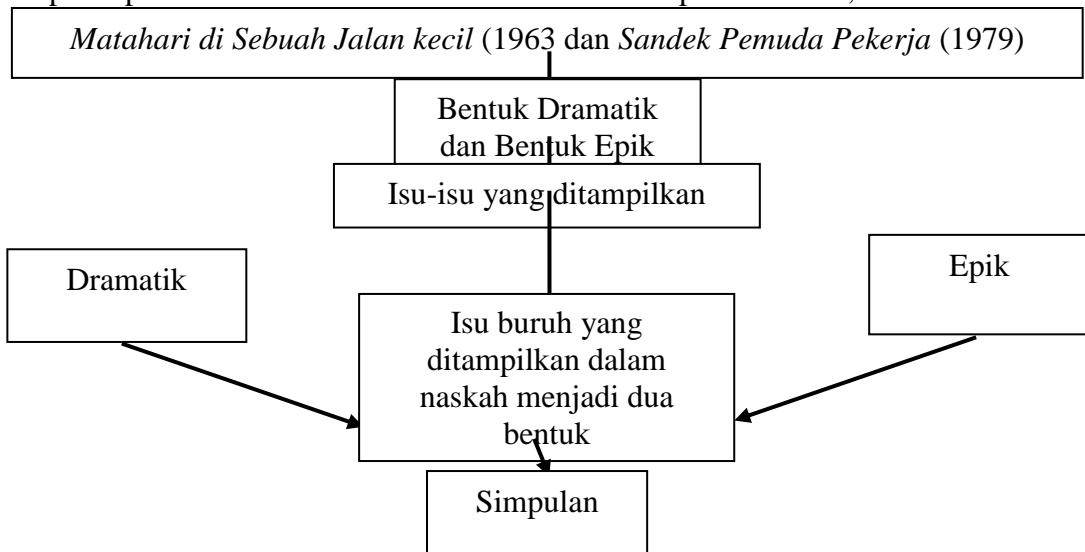 Matahari di Sebuah Jalan kecil (1963 dan Sandek Pemuda Pekerja (1979)
Bentuk Dramatik
dan Bentuk Epik
Isu-isu yang ditampilkan
Dramatik
Epik
Isu buruh yang
ditampilkan dalam
naskah menjadi dua
bentuk
Simpulan